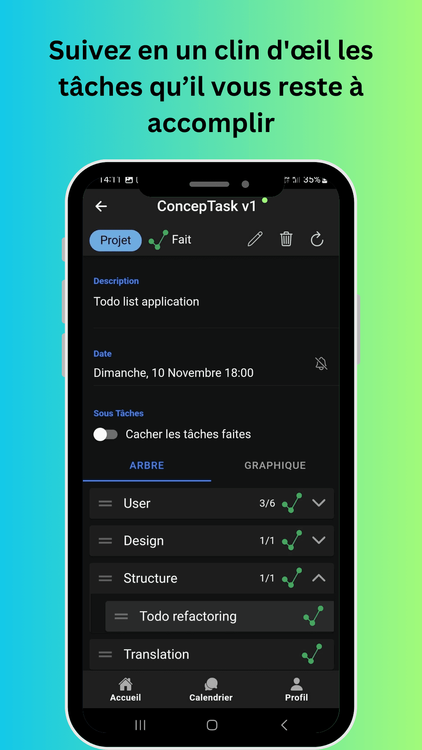 Suivez en un clin d'œil les
tâches qu’il vous reste à
accomplir
14:11 35%
ConcepTask v1
Projet Fait
Description
Todo list application
Date
Dimanche, 10 Novembre 18:00
Sous Tâches
Cacher les tâches faites
ARBRE GRAPHIQUE
User 3/6
Design 1/1
Structure 1/1
Todo refactoring
Translation
Accueil Calendrier Profil